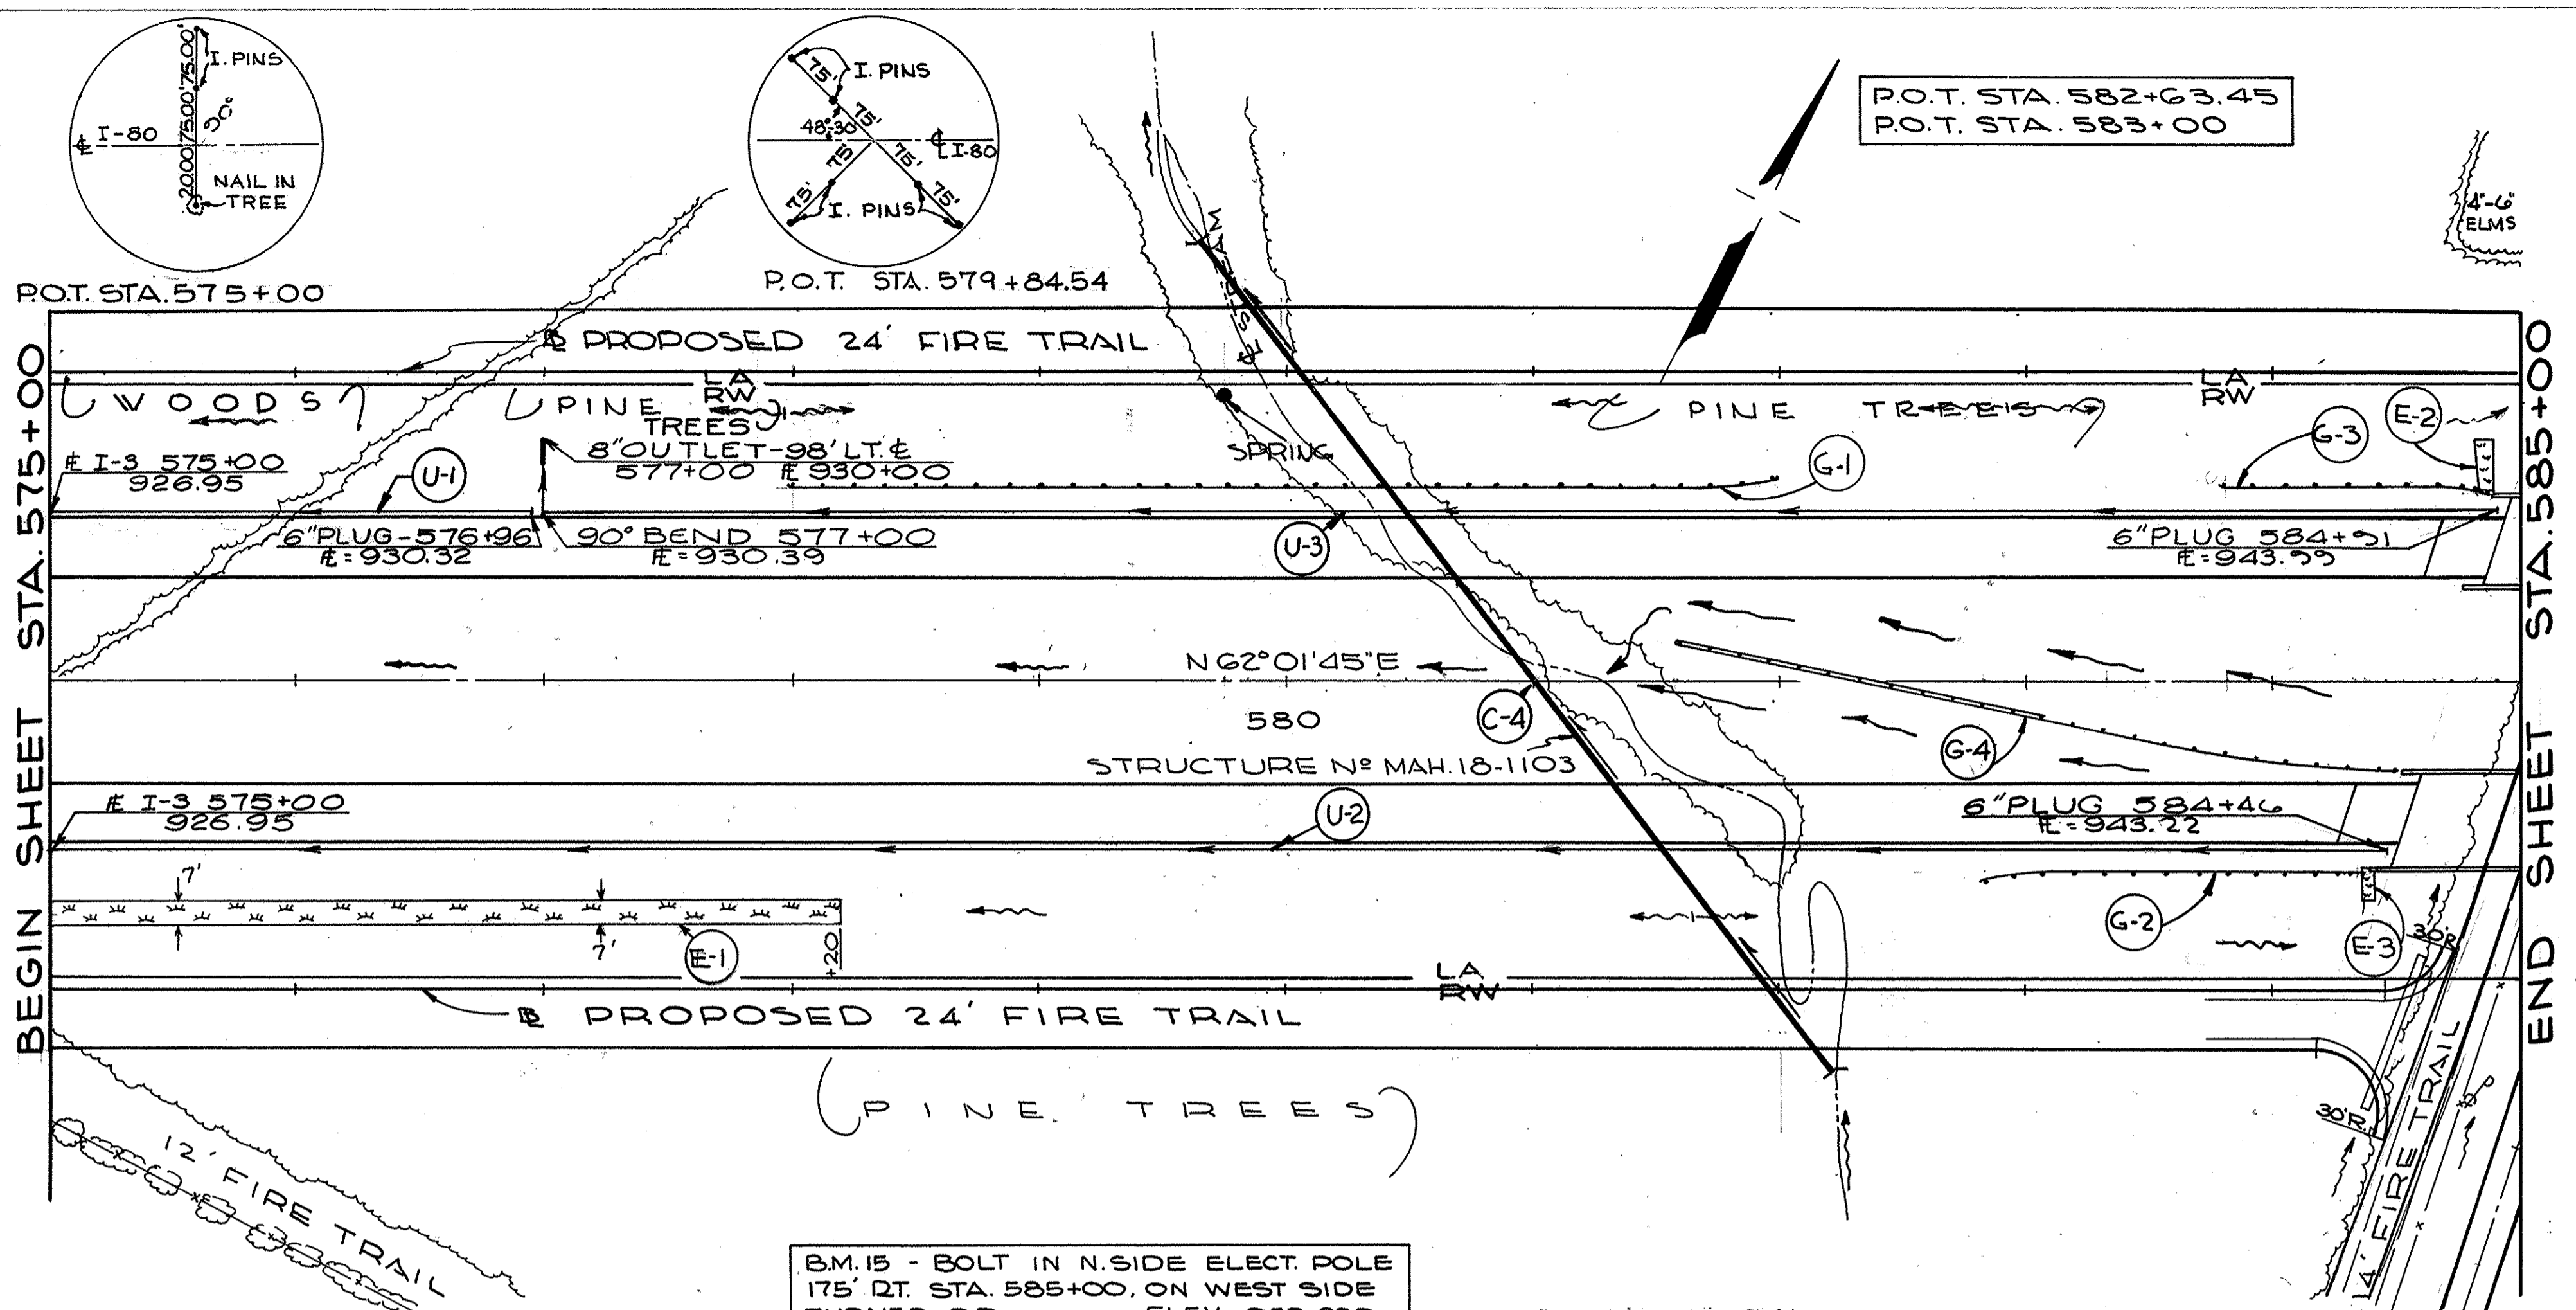 I. PINS
75.00'
75.00'
20.00'
20.00'
90°
℄ I-80
NAIL IN
TREE
P.O.T. STA. 575+00
75'
I. PINS
75'
48°-30'
℄ I-80
75'
75'
75'
75'
I. PINS
P.O.T. STA. 579+84.54
P.O.T. STA. 582+63.45
P.O.T. STA. 583+00
4"-6"
ELMS
℄ PROPOSED 24' FIRE TRAIL
WOODS
PINE
TREES
LA
RW
SPRING
PINE TREES
LA
RW
E-2
G-3
G-1
℄ I-3 575+00
926.95
U-1
8" OUTLET-98' LT. ℄
577+00 ℄ 930+00
6" PLUG-576+96
℄=930.32
90° BEND 577+00
℄=930.39
U-3
6" PLUG 584+91
℄=943.99
BEGIN SHEET STA. 575+00
END SHEET STA. 585+00
N 62° 01' 45" E
580
C-4
STRUCTURE Nº MAH.18-1103
G-4
℄ I-3 575+00
926.95
U-2
6" PLUG 584+46
℄=943.22
7'
7'
E-1
+20
G-2
E-3
30'R.
LA
RW
℄ PROPOSED 24' FIRE TRAIL
PINE TREES
30'R.
12' FIRE TRAIL
14' FIRE TRAIL
B.M. 15 - BOLT IN N. SIDE ELECT. POLE
175' RT. STA. 585+00, ON WEST SIDE